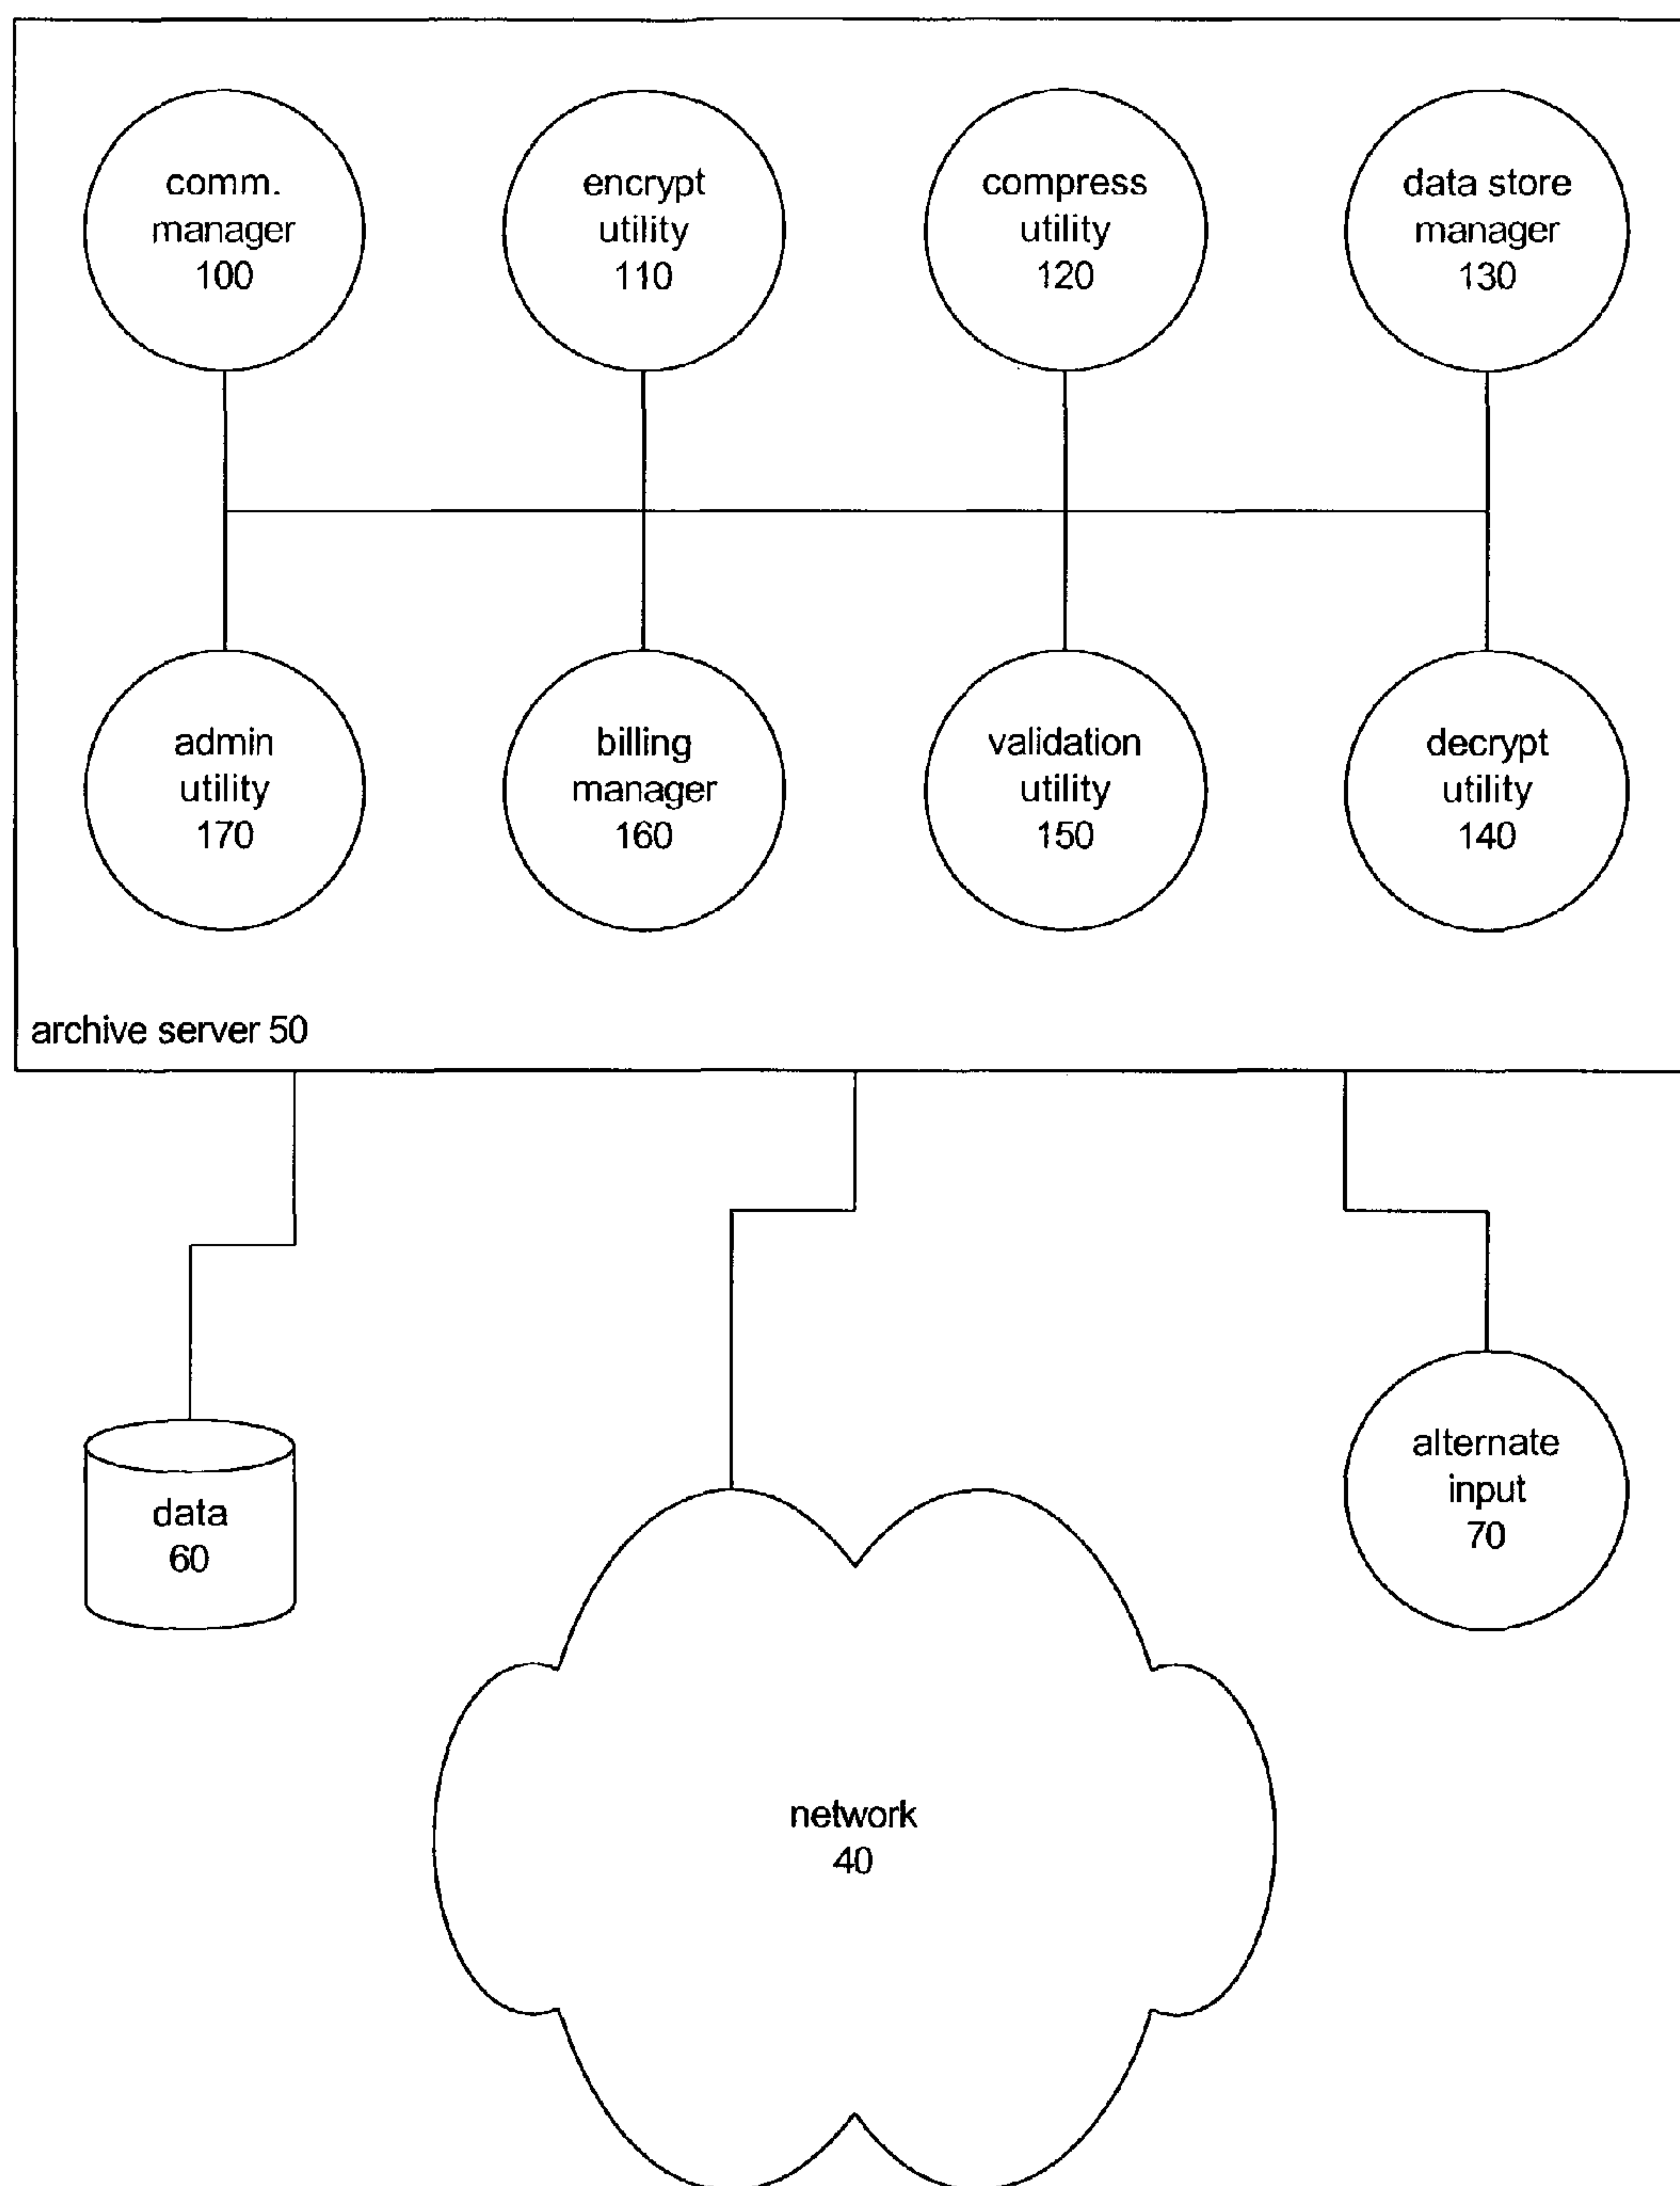 comm.
manager
100
encrypt
utility
110
compress
utility
120
data store
manager
130
admin
utility
170
billing
manager
160
validation
utility
150
decrypt
utility
140
archive server 50
data
60
alternate
input
70
network
40